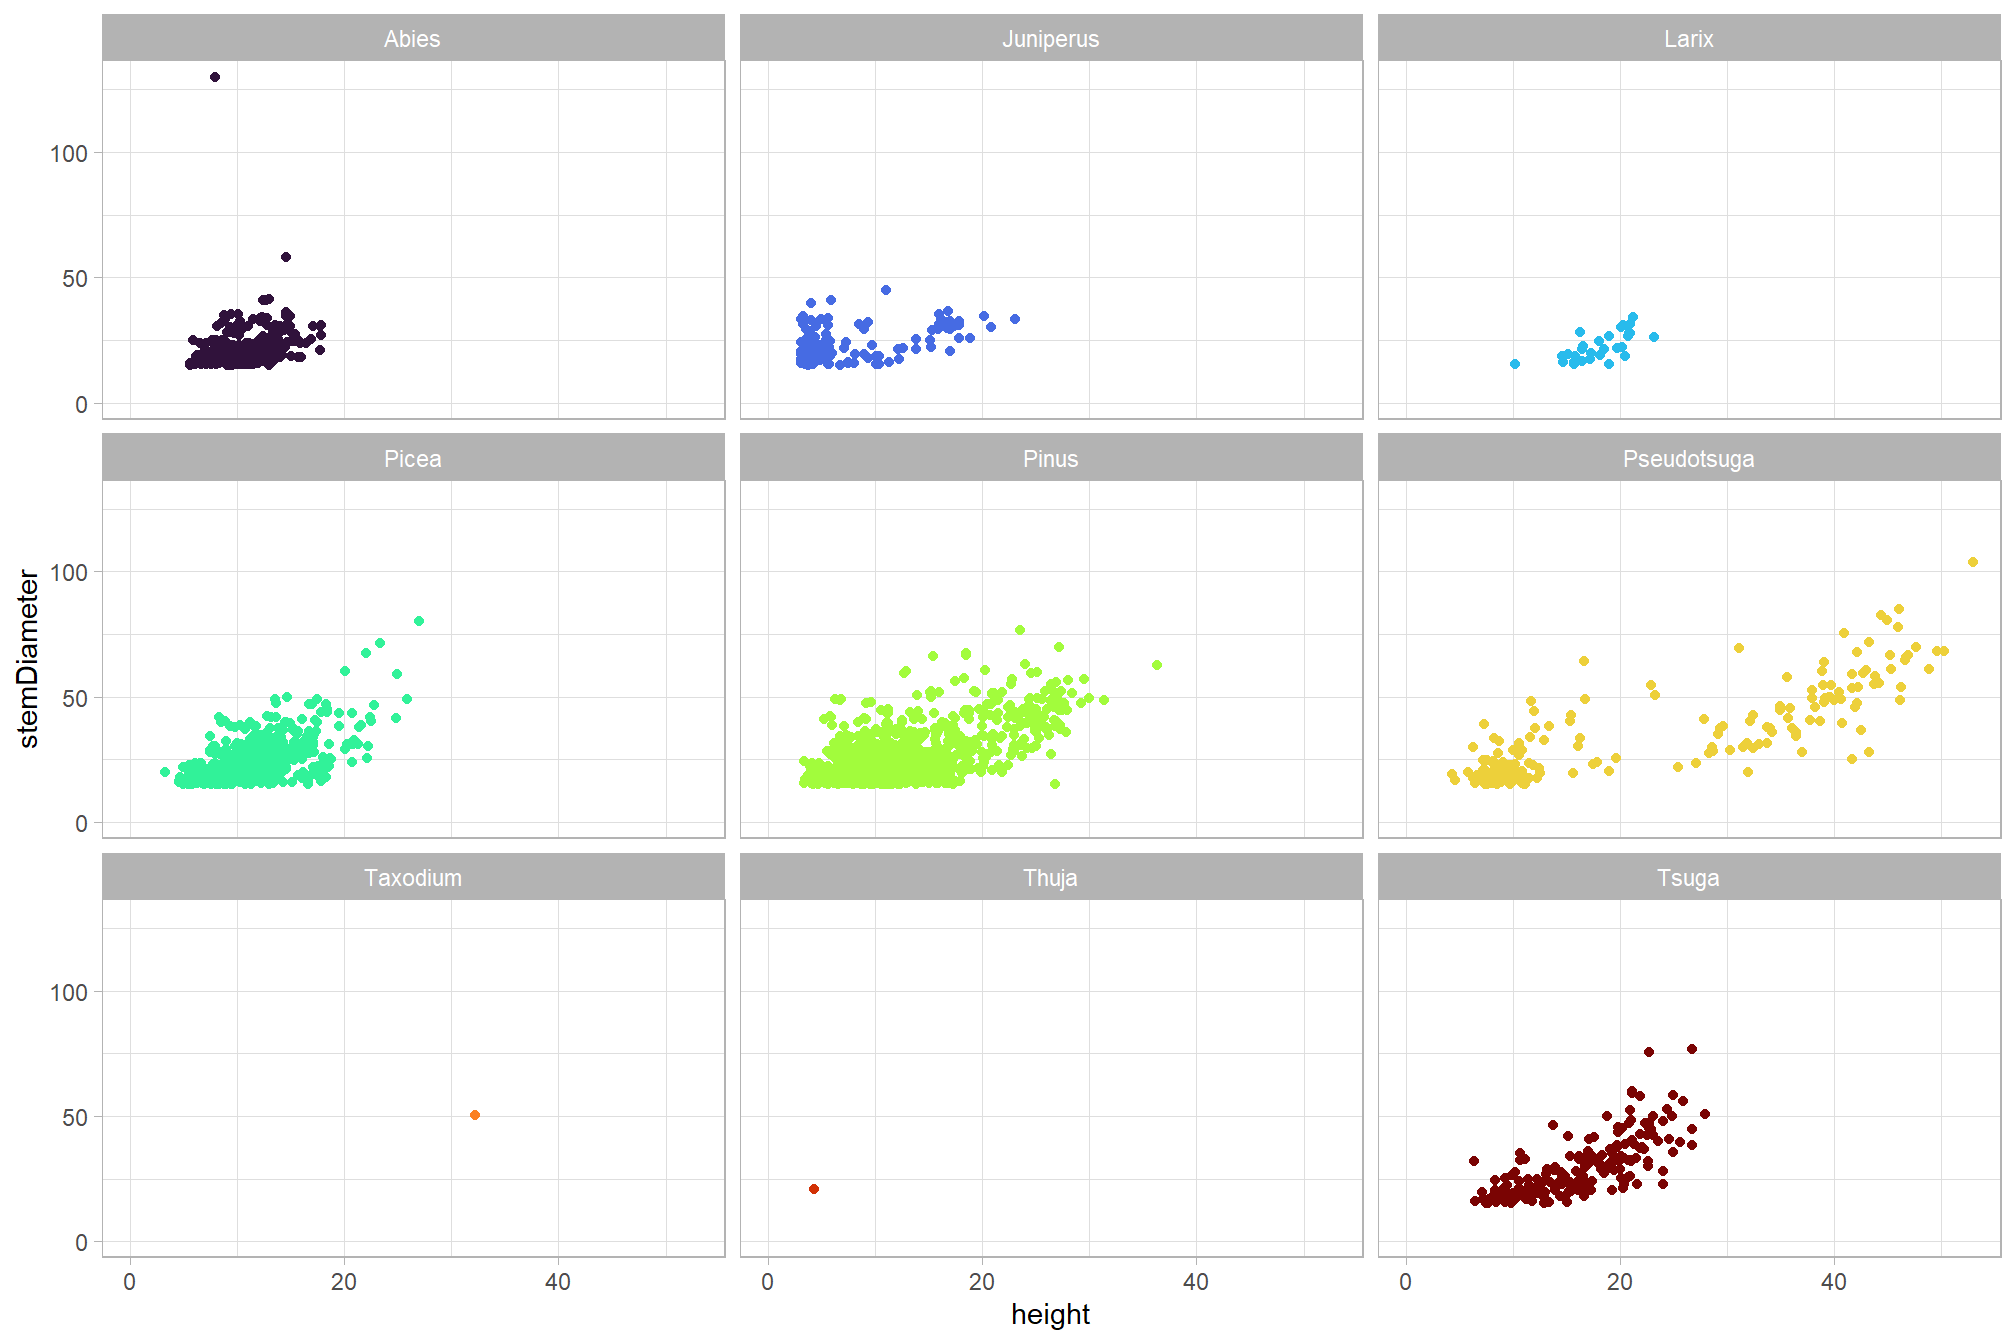 Abies Juniperus Larix
100
50
0
Picea Pinus Pseudotsuga
100
50
0
stemDiameter
Taxodium Thuja Tsuga
100
50
0
0 20 40 0 20 40 0 20 40
height